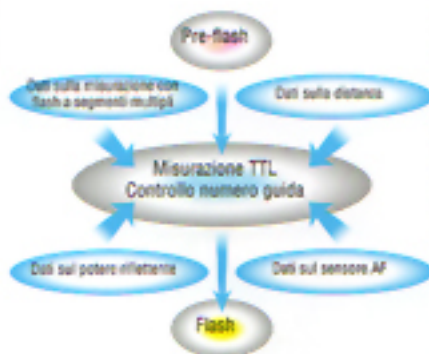 Pre-flash
Dati sulla misurazione con
flash a segmenti multipli
Dati sulla distanza
Misurazione TTL
Controllo numero guida
Dati sul potere riflettente
Dati sul sensore AF
Flash